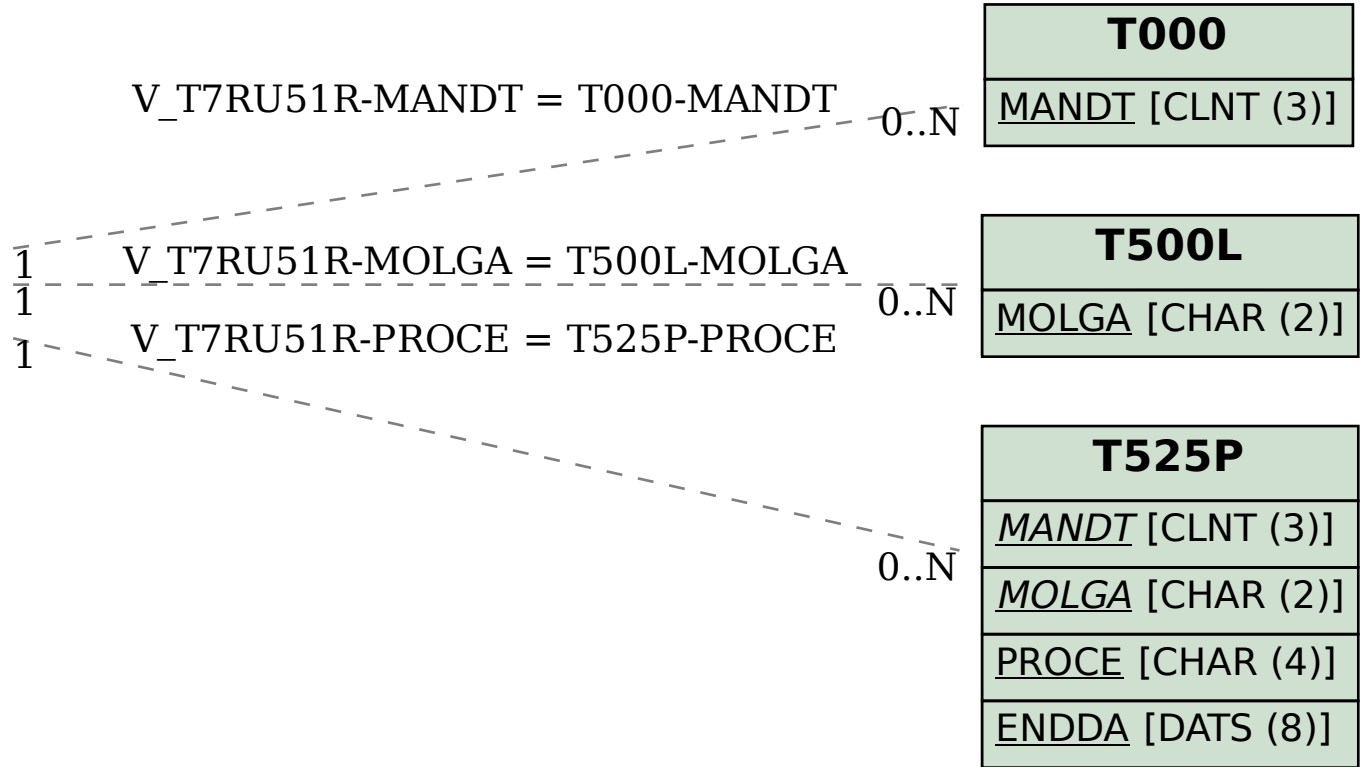 T000
MANDT [CLNT (3)]
V_T7RU51R-MANDT = T000-MANDT
0..N
1
V_T7RU51R-MOLGA = T500L-MOLGA
1
0..N
T500L
MOLGA [CHAR (2)]
V_T7RU51R-PROCE = T525P-PROCE
1
0..N
T525P
MANDT [CLNT (3)]
MOLGA [CHAR (2)]
PROCE [CHAR (4)]
ENDDA [DATS (8)]